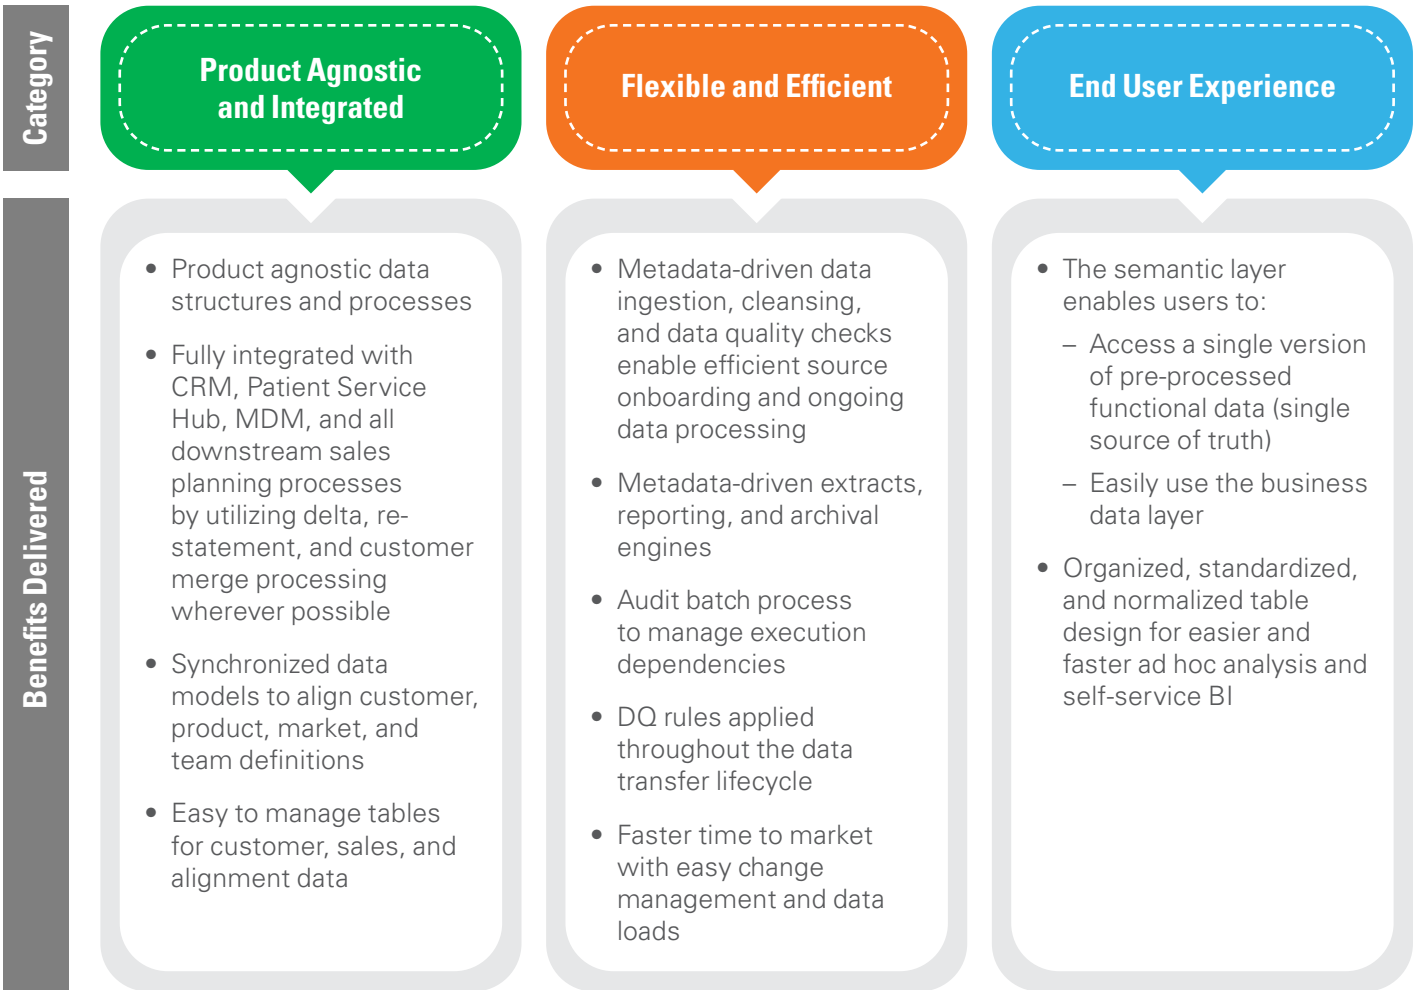 Category
Product Agnostic
and Integrated
Flexible and Efficient
End User Experience
Benefits Delivered
• Product agnostic data
structures and processes
• Fully integrated with
CRM, Patient Service
Hub, MDM, and all
downstream sales
planning processes
by utilizing delta, re-
statement, and customer
merge processing
wherever possible
• Synchronized data
models to align customer,
product, market, and
team definitions
• Easy to manage tables
for customer, sales, and
alignment data
• Metadata-driven data
ingestion, cleansing,
and data quality checks
enable efficient source
onboarding and ongoing
data processing
• Metadata-driven extracts,
reporting, and archival
engines
• Audit batch process
to manage execution
dependencies
• DQ rules applied
throughout the data
transfer lifecycle
• Faster time to market
with easy change
management and data
loads
• The semantic layer
enables users to:
– Access a single version
of pre-processed
functional data (single
source of truth)
– Easily use the business
data layer
• Organized, standardized,
and normalized table
design for easier and
faster ad hoc analysis and
self-service BI